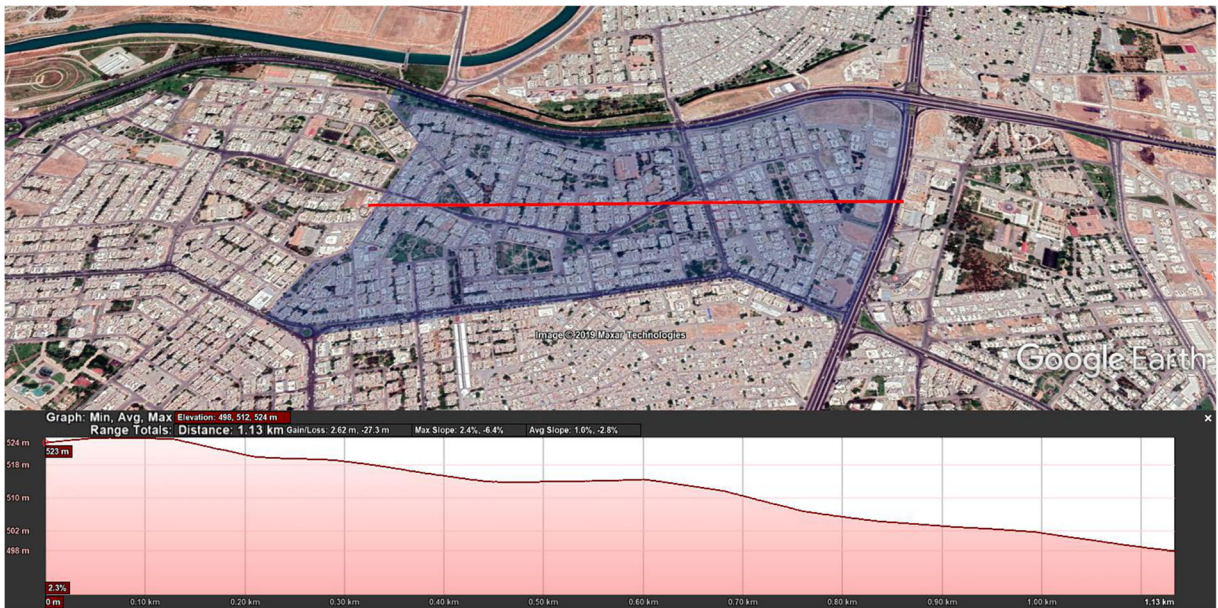 Image © 2019 Maxar Technologies
Google Earth
Graph: Min, Avg, Max Elevation: 498, 512, 524 m
Range Totals: Distance: 1.13 km Gain/Loss: 2.62 m, -27.3 m Max Slope: 2.4%, -6.4% Avg Slope: 1.0%, -2.8%
524 m
523 m
518 m
510 m
502 m
498 m
2.3%
0 m 0.10 km 0.20 km 0.30 km 0.40 km 0.50 km 0.60 km 0.70 km 0.80 km 0.90 km 1.00 km 1.13 km